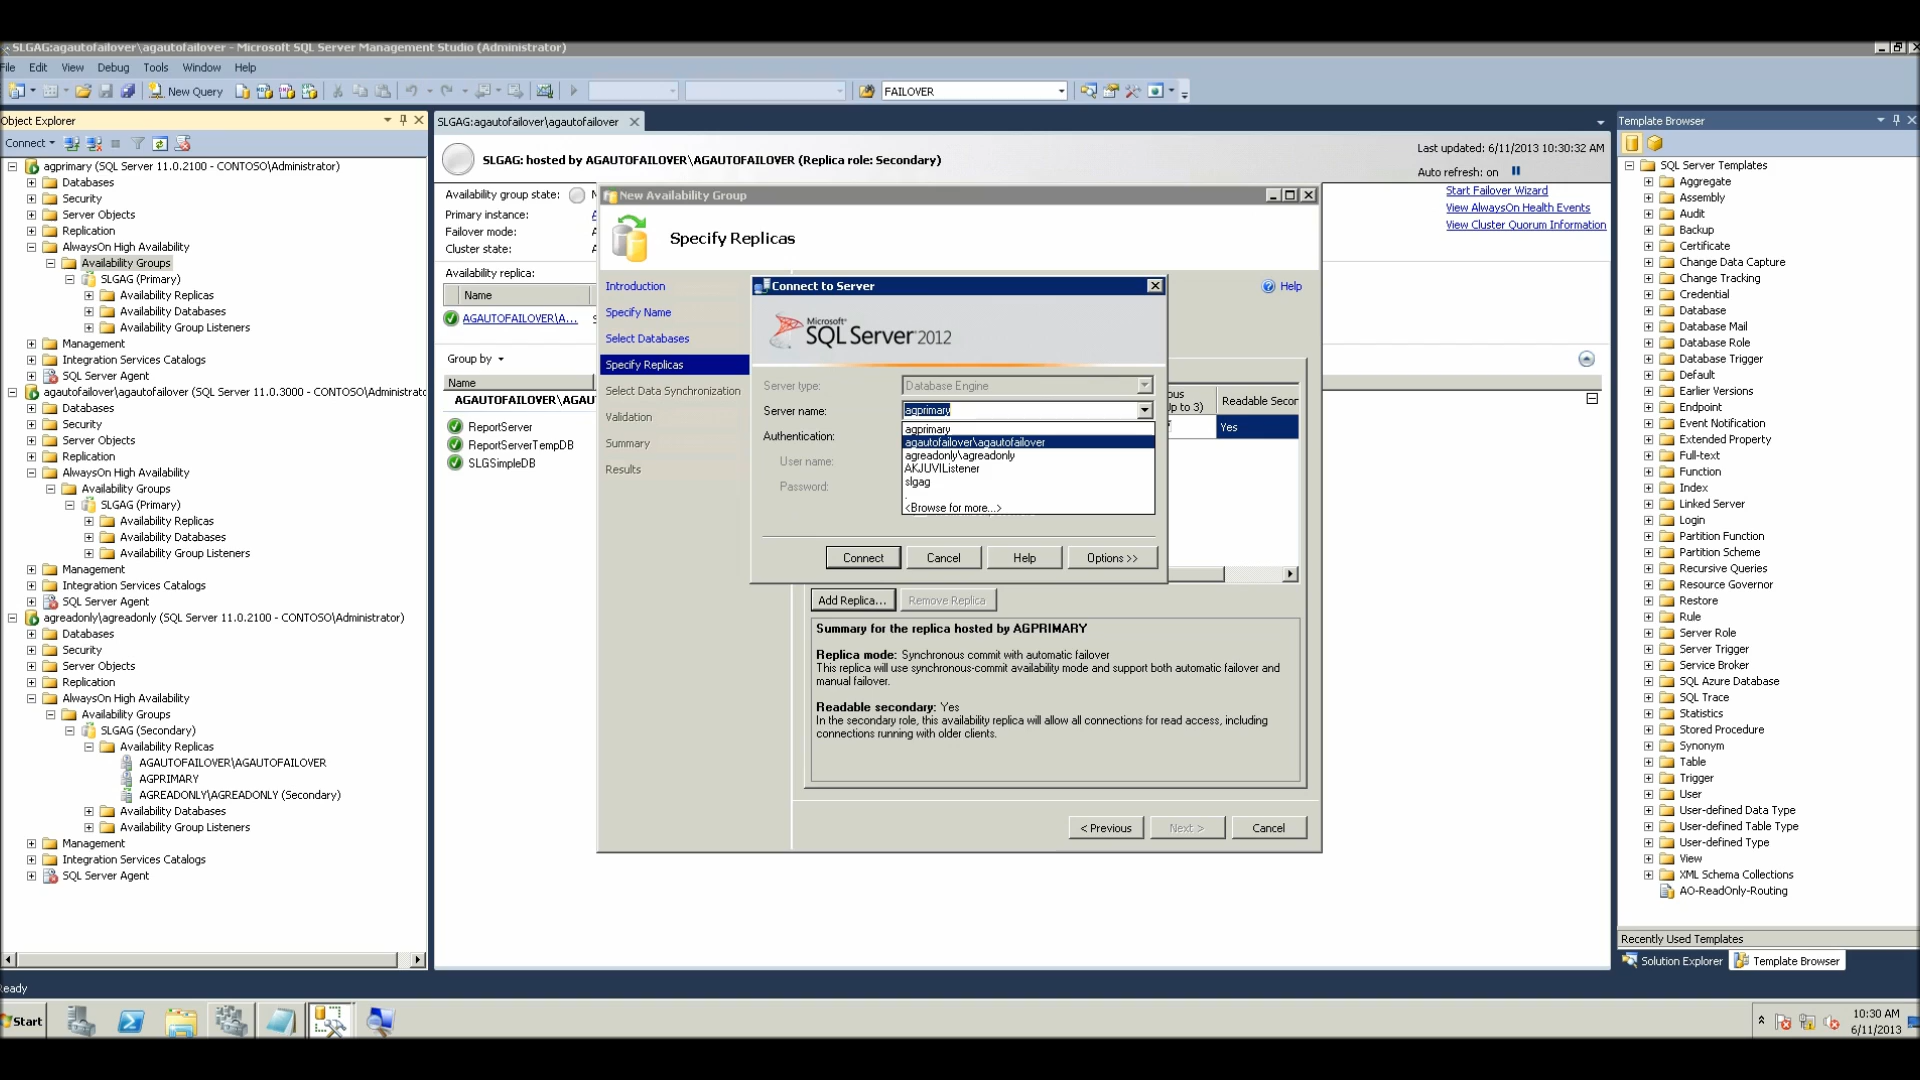 SLGAG:agautofailover\agautofailover - Microsoft SQL Server Management Studio (Administrator)
File Edit View Debug Tools Window Help
New Query
FAILOVER
Object Explorer
Connect
agprimary (SQL Server 11.0.2100 - CONTOSO\Administrator)
Databases
Security
Server Objects
Replication
AlwaysOn High Availability
Availability Groups
SLGAG (Primary)
Availability Replicas
Availability Databases
Availability Group Listeners
Management
Integration Services Catalogs
SQL Server Agent
agautofailover\agautofailover (SQL Server 11.0.3000 - CONTOSO\Administrato
Databases
Security
Server Objects
Replication
AlwaysOn High Availability
Availability Groups
SLGAG (Primary)
Availability Replicas
Availability Databases
Availability Group Listeners
Management
Integration Services Catalogs
SQL Server Agent
agreadonly\agreadonly (SQL Server 11.0.2100 - CONTOSO\Administrator)
Databases
Security
Server Objects
Replication
AlwaysOn High Availability
Availability Groups
SLGAG (Secondary)
Availability Replicas
AGAUTOFAILOVER\AGAUTOFAILOVER
AGPRIMARY
AGREADONLY\AGREADONLY (Secondary)
Availability Databases
Availability Group Listeners
Management
Integration Services Catalogs
SQL Server Agent
SLGAG:agautofailover\agautofailover
SLGAG: hosted by AGAUTOFAILOVER\AGAUTOFAILOVER (Replica role: Secondary)
Last updated: 6/11/2013 10:30:32 AM
Auto refresh: on
Start Failover Wizard
View AlwaysOn Health Events
View Cluster Quorum Information
Availability group state:
Primary instance:
Failover mode:
Cluster state:
Availability replica:
Name
AGAUTOFAILOVER\A...
Group by
Name
AGAUTOFAILOVER\AGAU
ReportServer
ReportServerTempDB
SLGSimpleDB
New Availability Group
Specify Replicas
Introduction
Specify Name
Select Databases
Specify Replicas
Select Data Synchronization
Validation
Summary
Results
Help
Up to 3)
Readable Secon
Yes
Connect to Server
Microsoft
SQL Server 2012
Server type: Database Engine
Server name: agprimary
Authentication:
User name:
Password:
agprimary
agautofailover\agautofailover
agreadonly\agreadonly
AKJUVIListener
slgag
.
<Browse for more...>
Connect Cancel Help Options >>
Add Replica... Remove Replica
Summary for the replica hosted by AGPRIMARY
Replica mode: Synchronous commit with automatic failover
This replica will use synchronous-commit availability mode and support both automatic failover and
manual failover.
Readable secondary: Yes
In the secondary role, this availability replica will allow all connections for read access, including
connections running with older clients.
< Previous Next > Cancel
Template Browser
SQL Server Templates
Aggregate
Assembly
Audit
Backup
Certificate
Change Data Capture
Change Tracking
Credential
Database
Database Mail
Database Role
Database Trigger
Default
Earlier Versions
Endpoint
Event Notification
Extended Property
Full-text
Function
Index
Linked Server
Login
Partition Function
Partition Scheme
Recursive Queries
Resource Governor
Restore
Rule
Server Role
Server Trigger
Service Broker
SQL Azure Database
SQL Trace
Statistics
Stored Procedure
Synonym
Table
Trigger
User
User-defined Data Type
User-defined Table Type
User-defined Type
View
XML Schema Collections
AO-ReadOnly-Routing
Recently Used Templates
Solution Explorer Template Browser
eady
Start
10:30 AM
6/11/2013